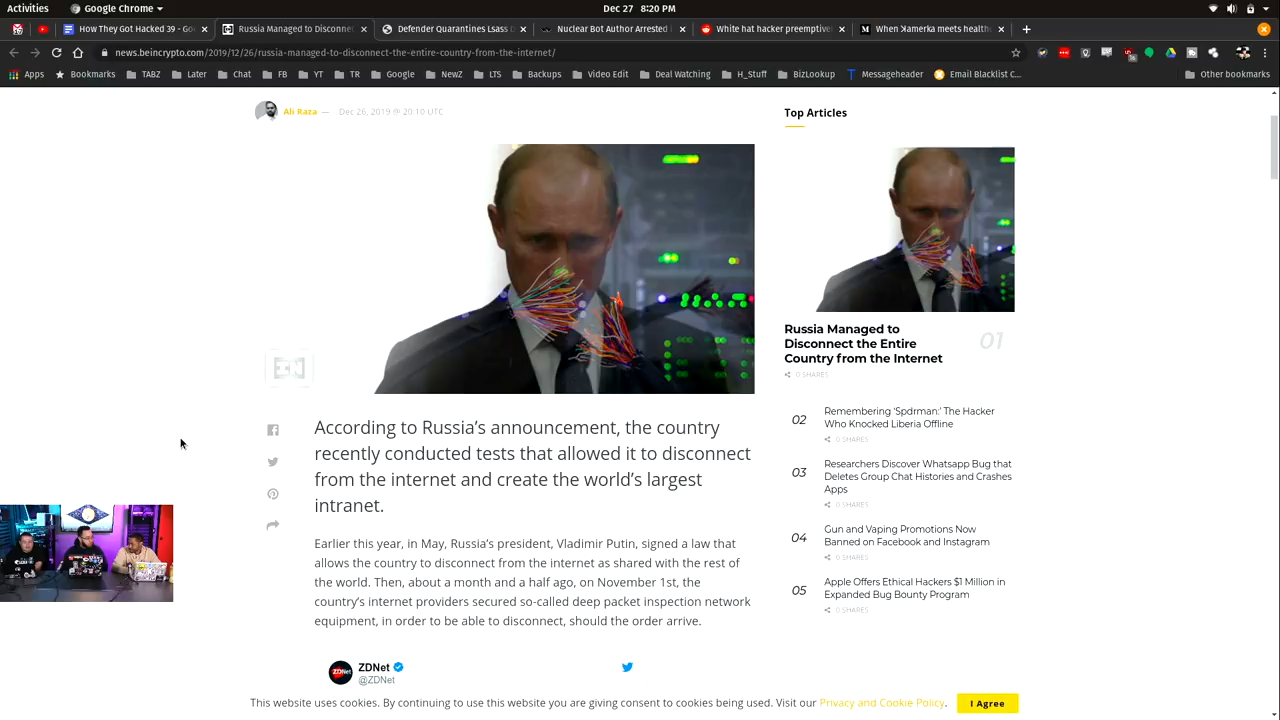 Activities
Google Chrome
Dec 27 8:20 PM
How They Got Hacked 39 - Go
Russia Managed to Disconne
Defender Quarantines Lsass D
Nuclear Bot Author Arrested I
White hat hacker preemptive
When ʞamerka meets health
news.beincrypto.com/2019/12/26/russia-managed-to-disconnect-the-entire-country-from-the-internet/
Apps
Bookmarks
TABZ
Later
Chat
FB
YT
TR
Google
NewZ
LTS
Backups
Video Edit
Deal Watching
H_Stuff
BizLookup
Messageheader
Email Blacklist C...
Other bookmarks
Ali Raza — Dec 26, 2019 @ 20:10 UTC
According to Russia's announcement, the country
recently conducted tests that allowed it to disconnect
from the internet and create the world's largest
intranet.
Earlier this year, in May, Russia's president, Vladimir Putin, signed a law that
allows the country to disconnect from the internet as shared with the rest of
the world. Then, about a month and a half ago, on November 1st, the
country's internet providers secured so-called deep packet inspection network
equipment, in order to be able to disconnect, should the order arrive.
ZDNet
@ZDNet
Top Articles
Russia Managed to
Disconnect the Entire
Country from the Internet
01
0 SHARES
02
Remembering 'Spdrman:' The Hacker
Who Knocked Liberia Offline
0 SHARES
03
Researchers Discover Whatsapp Bug that
Deletes Group Chat Histories and Crashes
Apps
0 SHARES
04
Gun and Vaping Promotions Now
Banned on Facebook and Instagram
0 SHARES
05
Apple Offers Ethical Hackers $1 Million in
Expanded Bug Bounty Program
0 SHARES
This website uses cookies. By continuing to use this website you are giving consent to cookies being used. Visit our Privacy and Cookie Policy.
I Agree